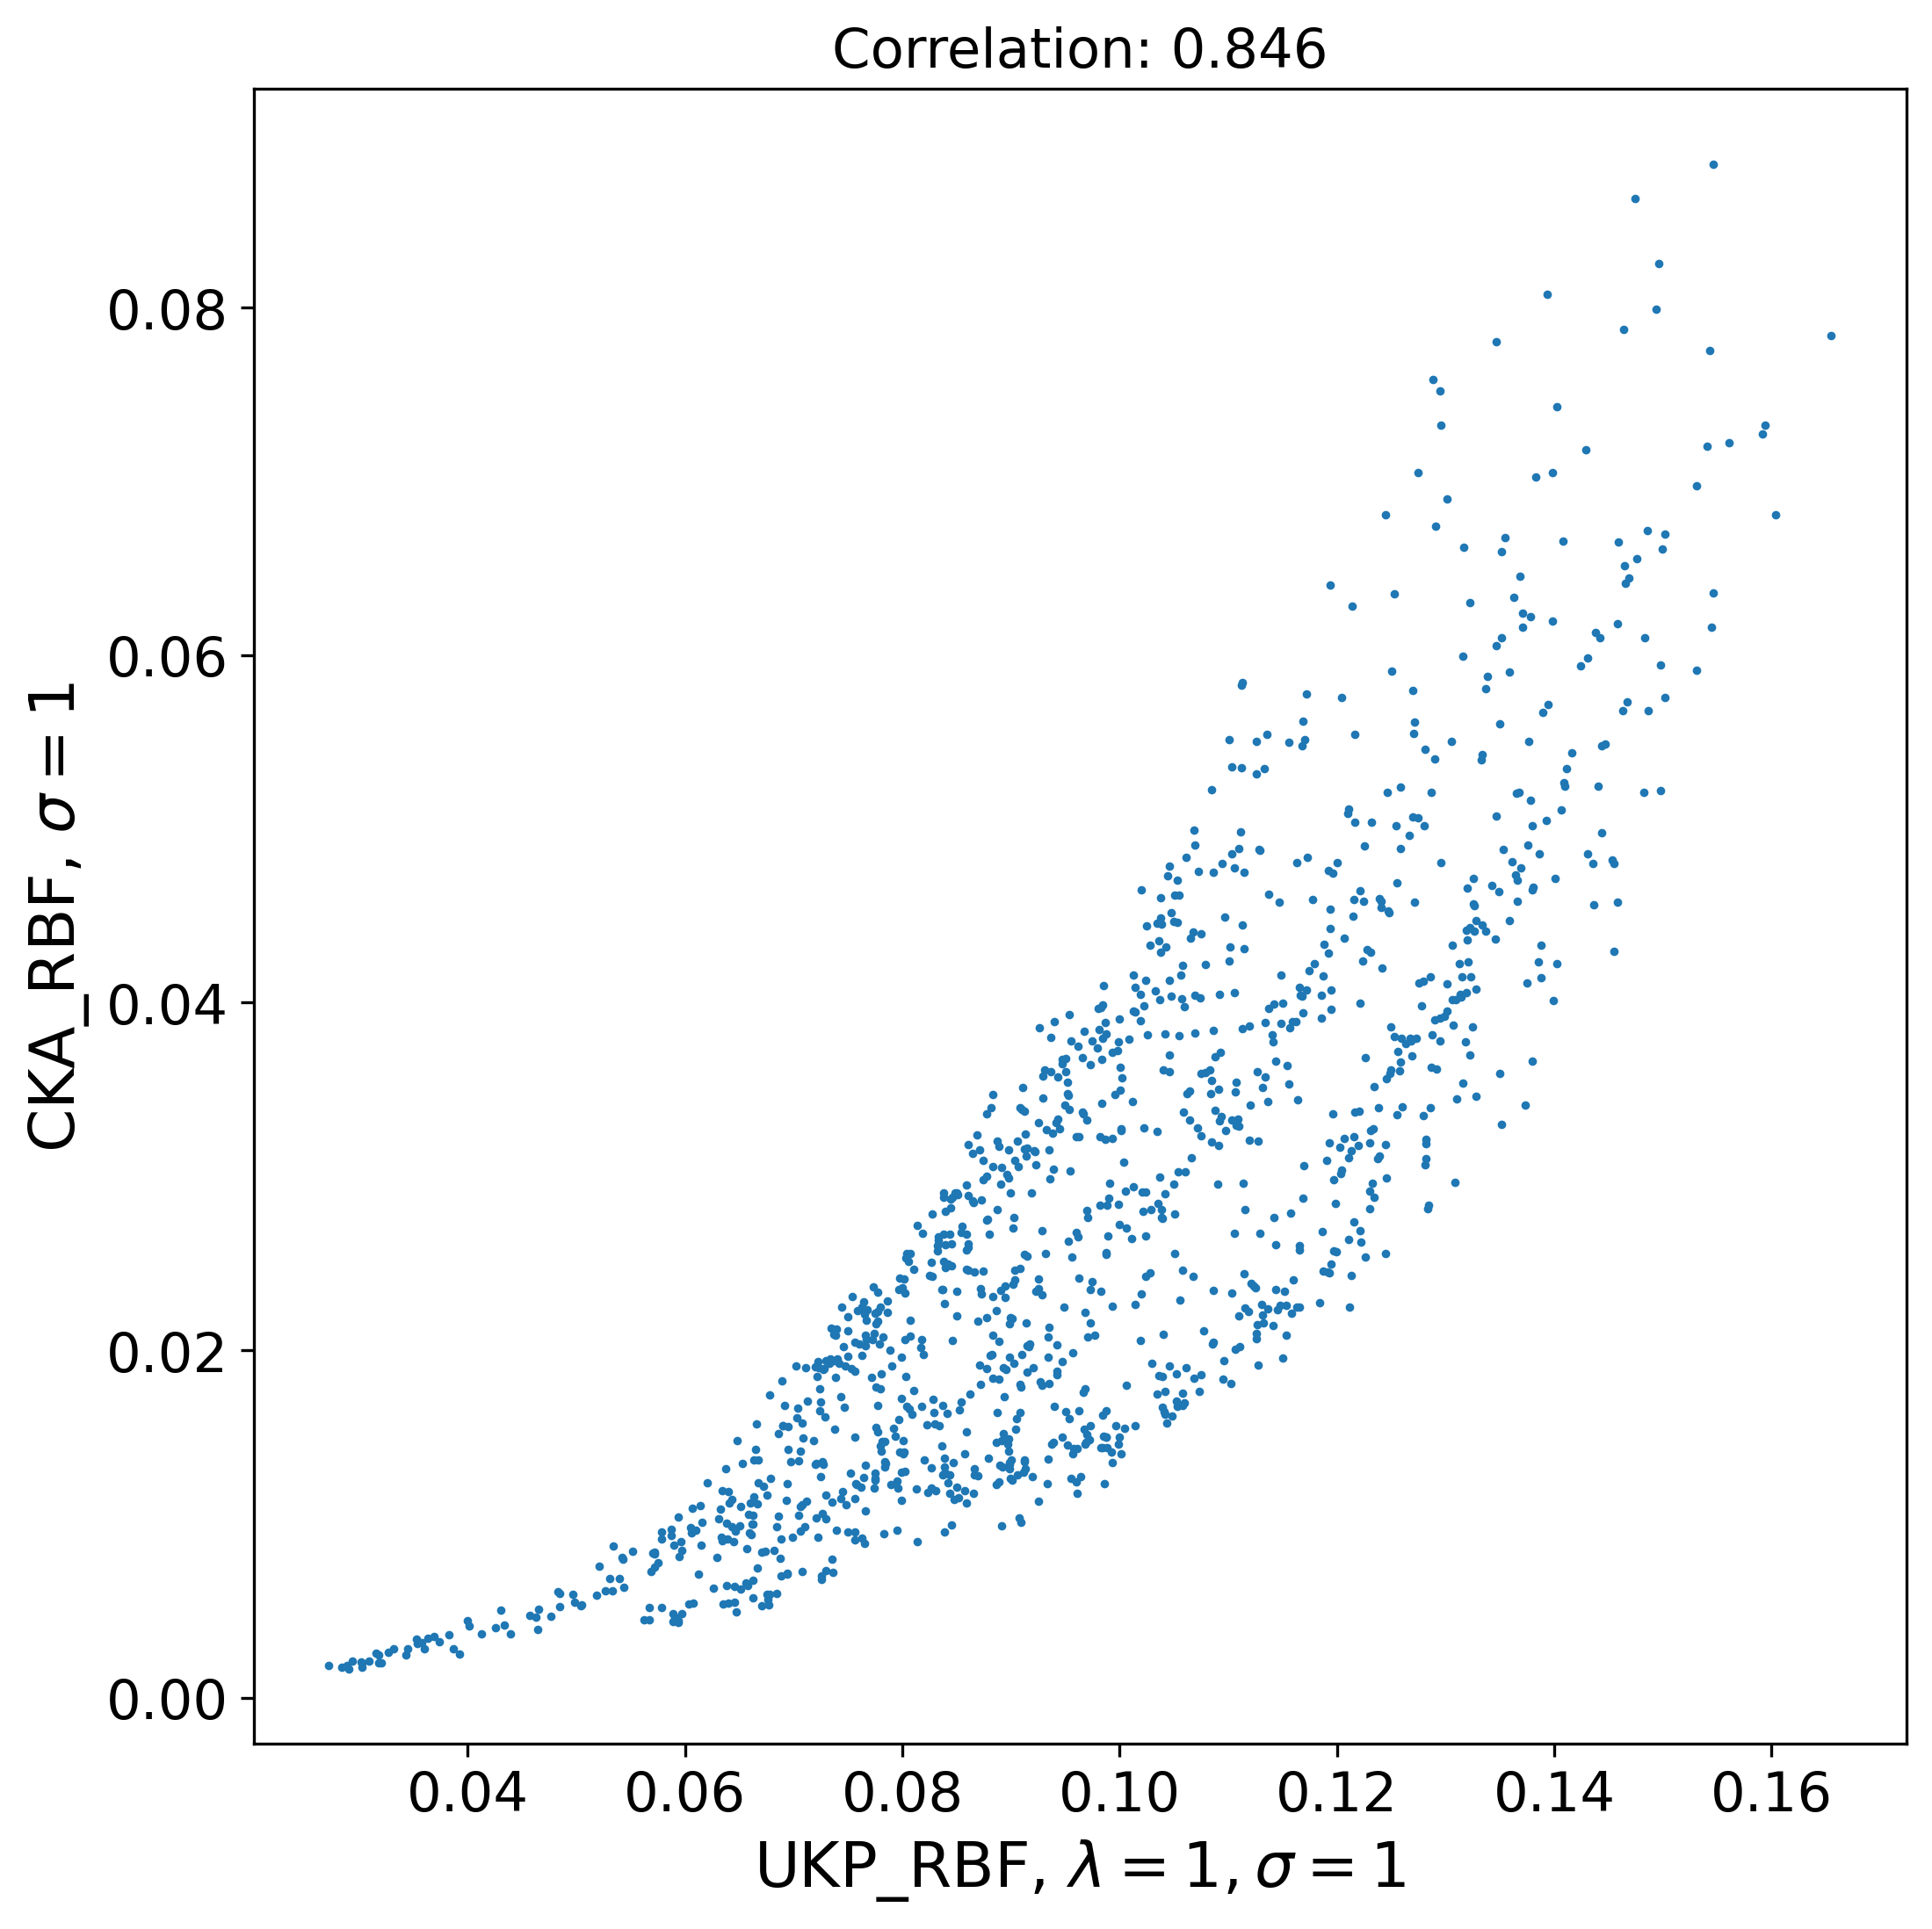 Correlation: 0.846
CKA_RBF, σ = 1
0.08
0.06
0.04
0.02
0.00
0.04 0.06 0.08 0.10 0.12 0.14 0.16
UKP_RBF, λ = 1, σ = 1